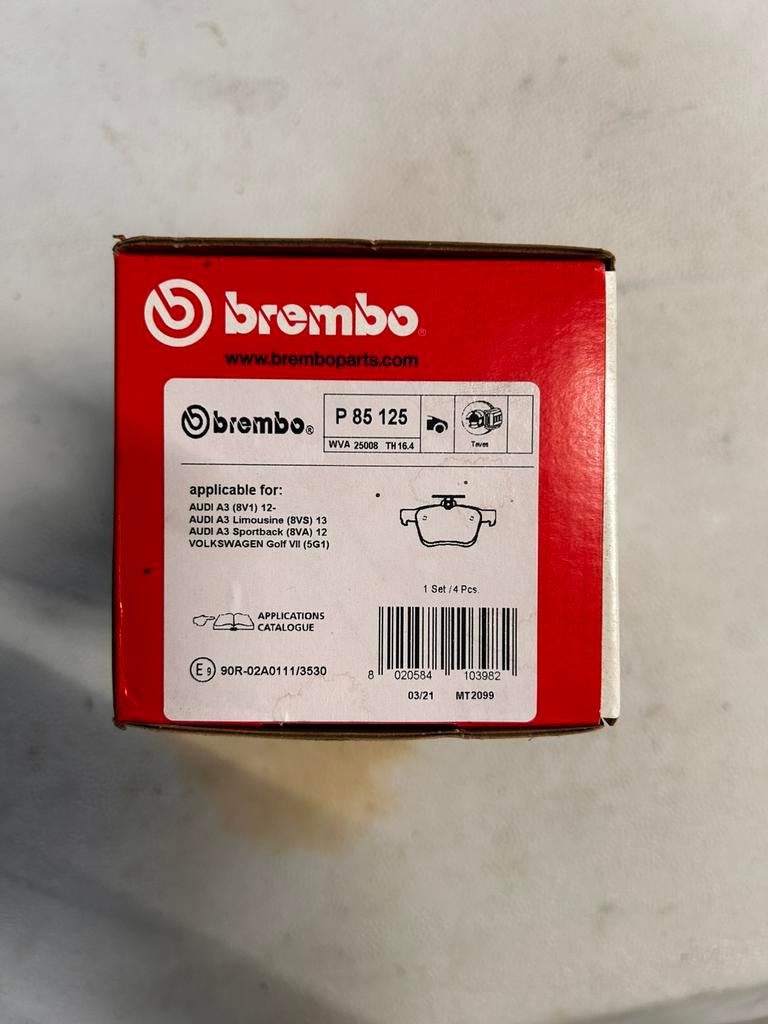 brembo®
www.bremboparts.com
brembo®
P 85 125
WVA 25008 TH 16.4
Teves
applicable for:
AUDI A3 (8V1) 12-
AUDI A3 Limousine (8VS) 13
AUDI A3 Sportback (8VA) 12
VOLKSWAGEN Golf VII (5G1)
1 Set / 4 Pcs.
APPLICATIONS
CATALOGUE
E9 90R-02A0111/3530
8 020584 103982
03/21 MT2099